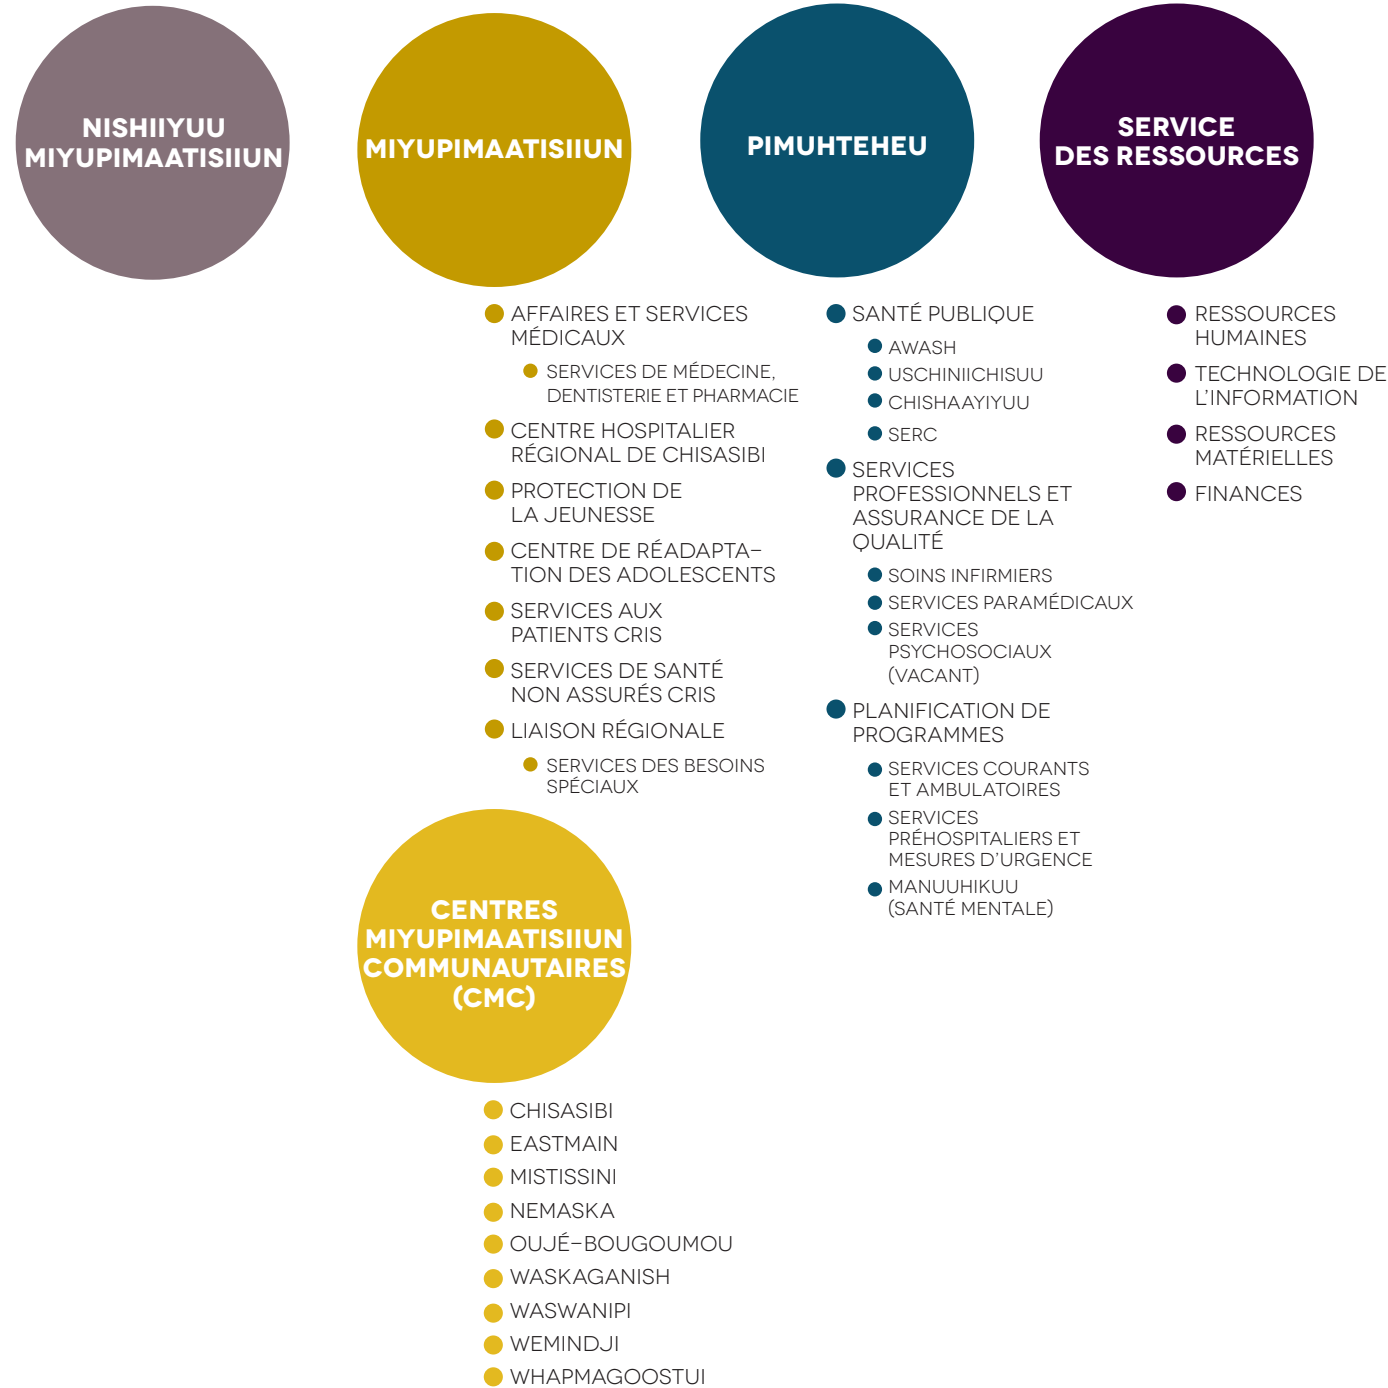 NISHIIYUU
MIYUPIMAATISIIUN
MIYUPIMAATISIIUN
AFFAIRES ET SERVICES
MÉDICAUX
SERVICES DE MÉDECINE,
DENTISTERIE ET PHARMACIE
CENTRE HOSPITALIER
RÉGIONAL DE CHISASIBI
PROTECTION DE
LA JEUNESSE
CENTRE DE RÉADAPTA-
TION DES ADOLESCENTS
SERVICES AUX
PATIENTS CRIS
SERVICES DE SANTÉ
NON ASSURÉS CRIS
LIAISON RÉGIONALE
SERVICES DES BESOINS
SPÉCIAUX
CENTRES
MIYUPIMAATISIIUN
COMMUNAUTAIRES
(CMC)
CHISASIBI
EASTMAIN
MISTISSINI
NEMASKA
OUJÉ-BOUGOUMOU
WASKAGANISH
WASWANIPI
WEMINDJI
WHAPMAGOOSTUI
PIMUHTEHEU
SANTÉ PUBLIQUE
AWASH
USCHINIICHISUU
CHISHAAYIYUU
SERC
SERVICES
PROFESSIONNELS ET
ASSURANCE DE LA
QUALITÉ
SOINS INFIRMIERS
SERVICES PARAMÉDICAUX
SERVICES
PSYCHOSOCIAUX
(VACANT)
PLANIFICATION DE
PROGRAMMES
SERVICES COURANTS
ET AMBULATOIRES
SERVICES
PRÉHOSPITALIERS ET
MESURES D'URGENCE
MANUUHIKUU
(SANTÉ MENTALE)
SERVICE
DES RESSOURCES
RESSOURCES
HUMAINES
TECHNOLOGIE DE
L'INFORMATION
RESSOURCES
MATÉRIELLES
FINANCES